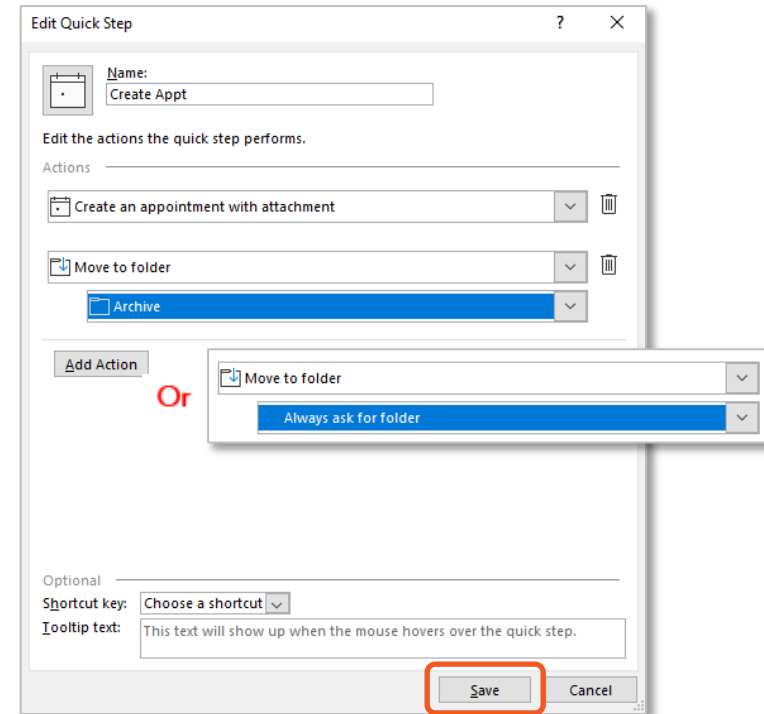 Edit Quick Step
?
Name:
Create Appt
Edit the actions the quick step performs.
Actions
Create an appointment with attachment
Move to folder
Archive
Add Action
Or
Move to folder
Always ask for folder
Optional
Shortcut key: Choose a shortcut
Tooltip text: This text will show up when the mouse hovers over the quick step.
Save Cancel